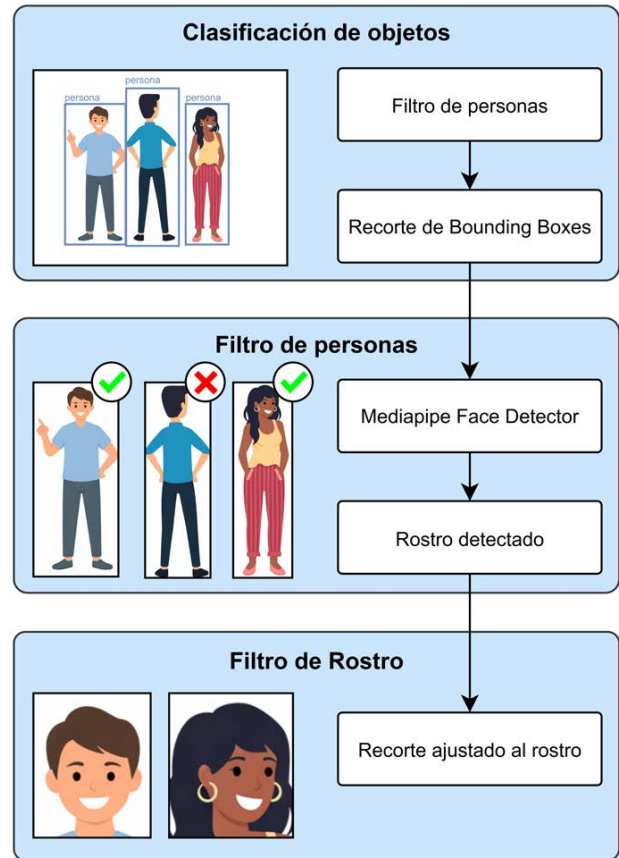 Clasificación de objetos
persona
persona
persona
Filtro de personas
Recorte de Bounding Boxes
Filtro de personas
Mediapipe Face Detector
Rostro detectado
Filtro de Rostro
Recorte ajustado al rostro